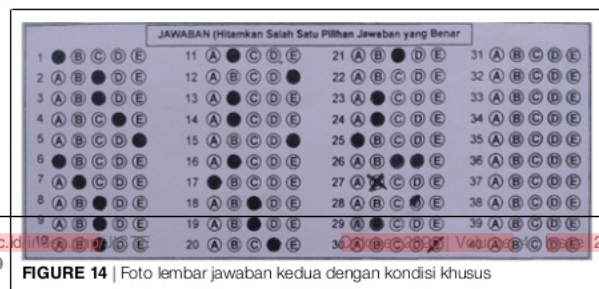 JAWABAN (Hitamkan Salah Satu Pilihan Jawaban yang Benar
1 B C D E 11 A C D E 21 A B D E 31 A B C D E
2 A B D E 12 A B C D 22 A B C D E 32 A B C D E
3 A B D E 13 A C D E 23 A C D E 33 A B C D E
4 A B C E 14 A C D E 24 A C D E 34 A B C D E
5 A B C D 15 A B C D 25 B C D E 35 A B C D E
6 B C D E 16 A C D E 26 A B E 36 A B C D E
7 A C D E 17 B C D E 27 A C D E 37 A B C D E
8 A B D E 18 A B D E 28 A B C E 38 A B C D E
9 A B D E 19 A B D E 29 A C D E 39 A B C D E
20 A B C E
FIGURE 14 | Foto lembar jawaban kedua dengan kondisi khusus